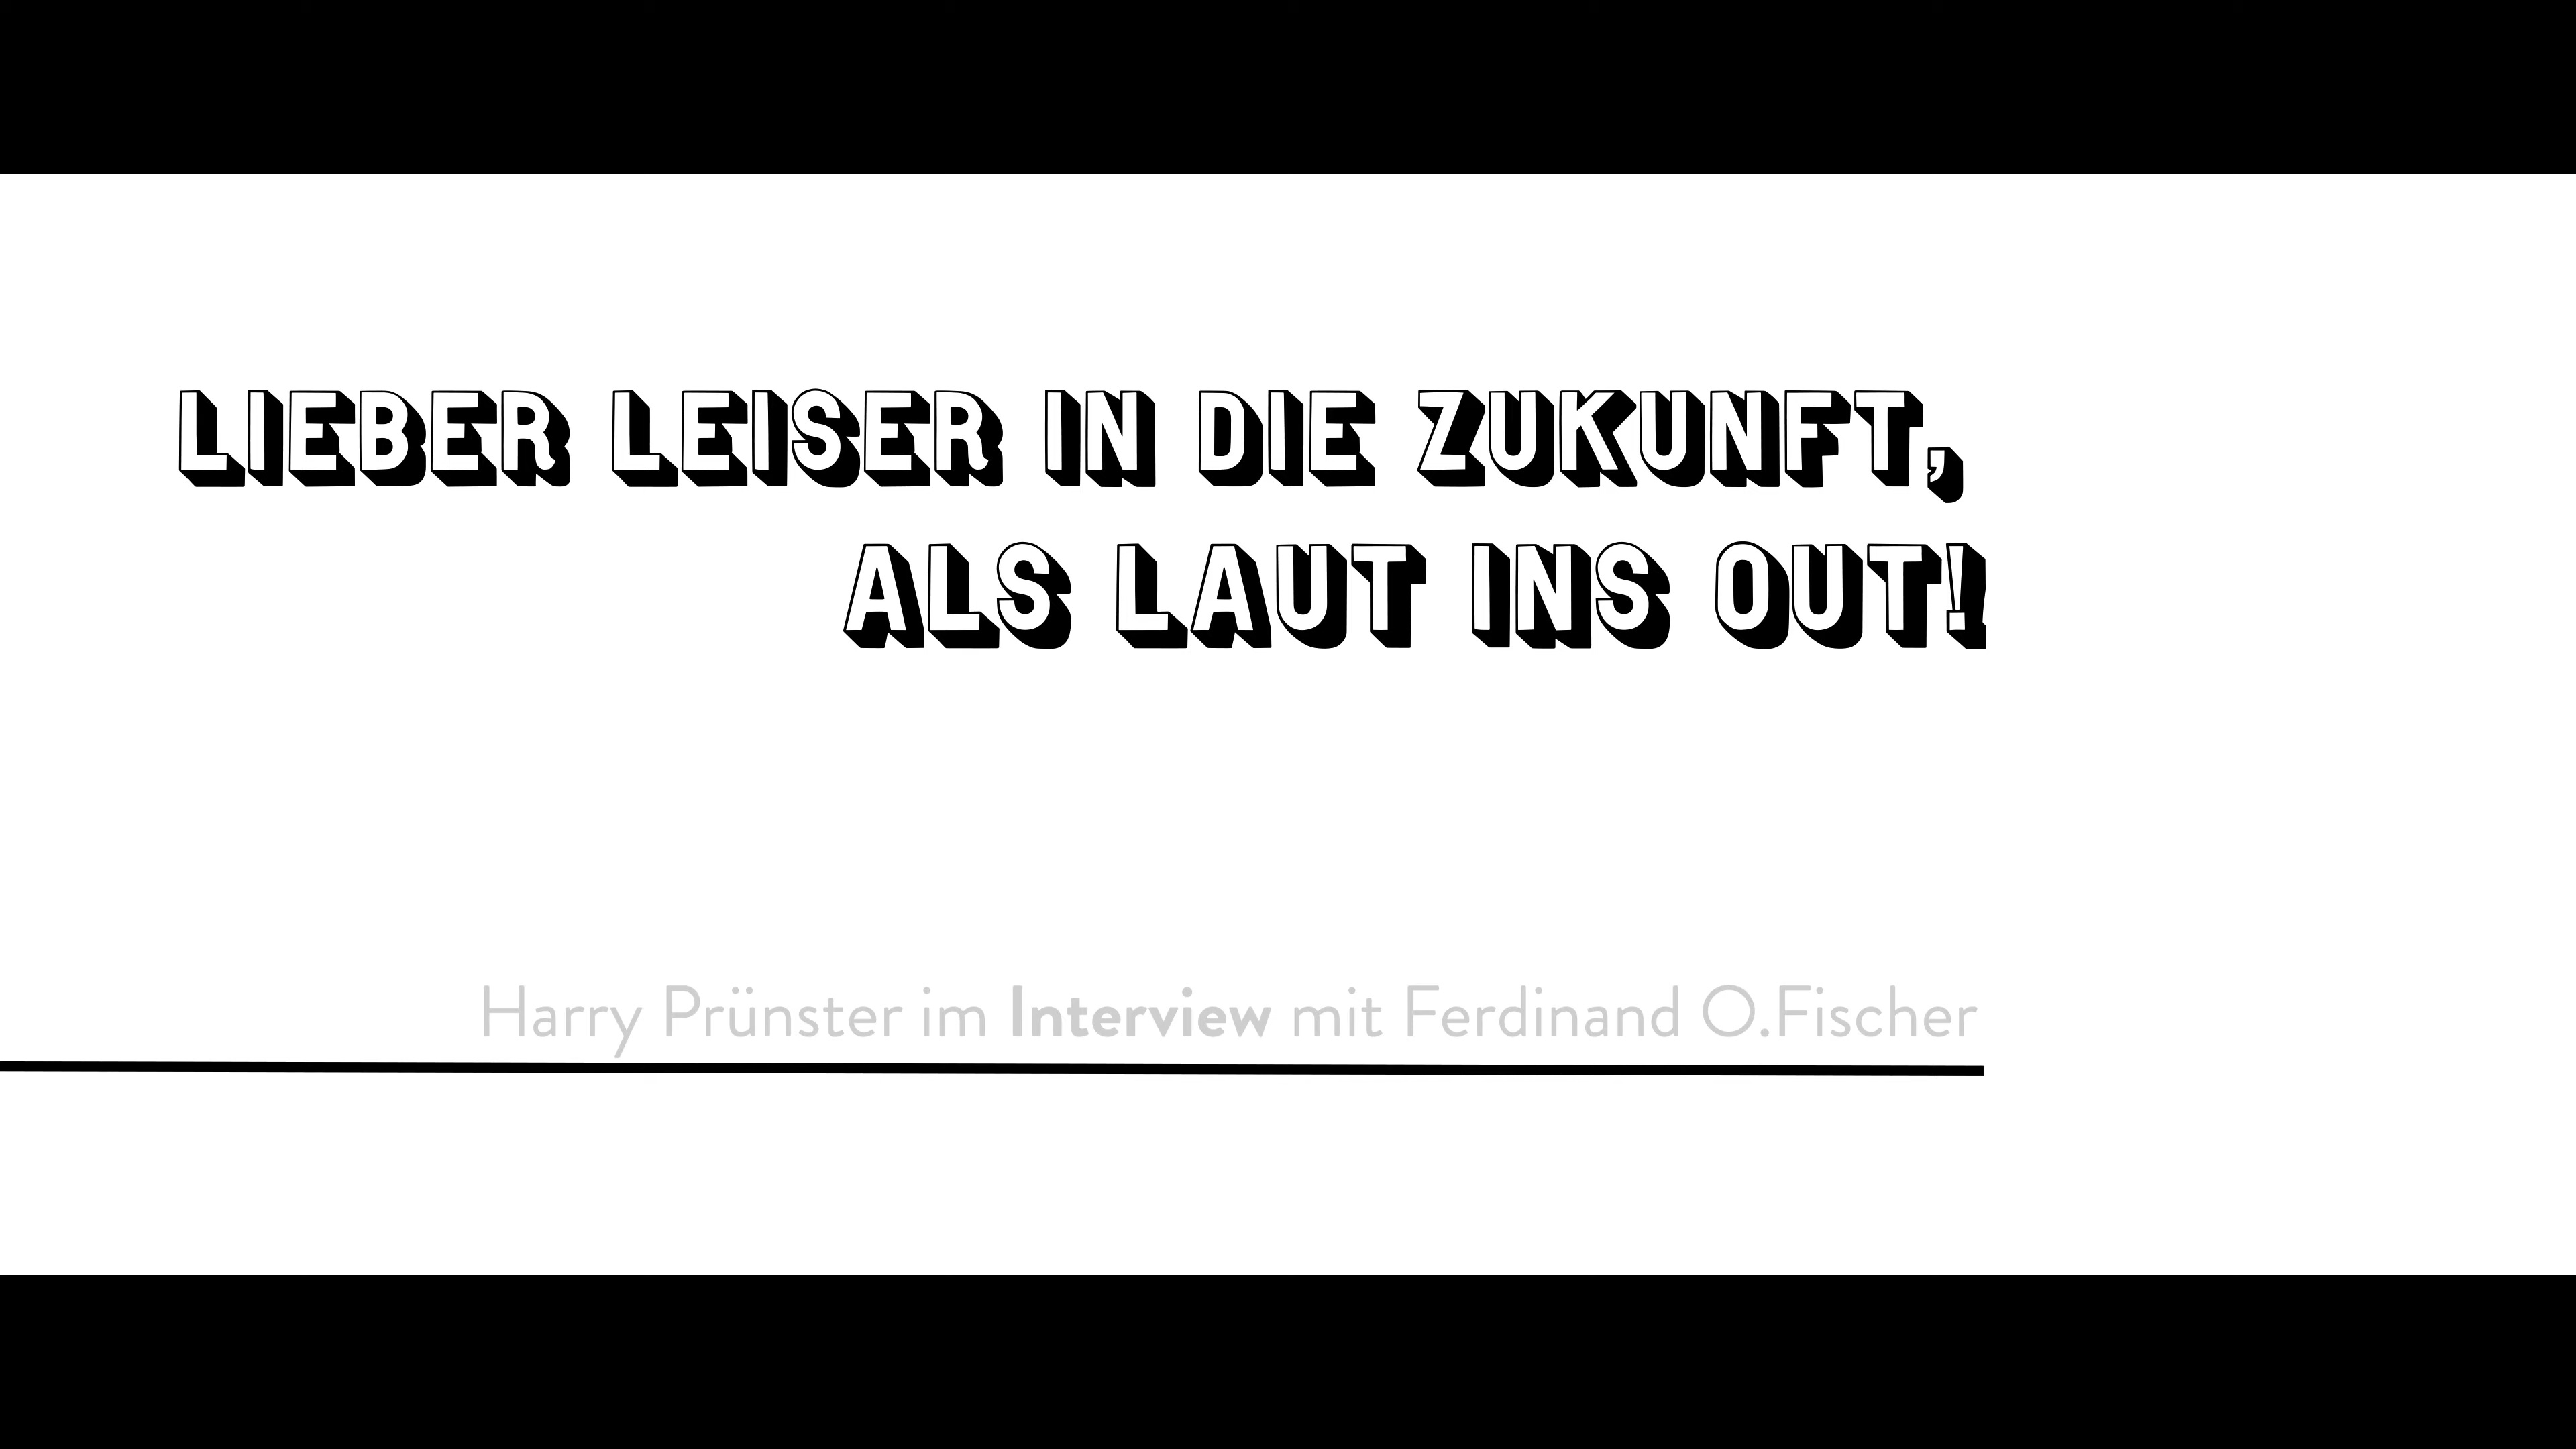 LIEBER LEISER IN DIE ZUKUNFT,
ALS LAUT INS OUT!
Harry Prünster im Interview mit Ferdinand O.Fischer